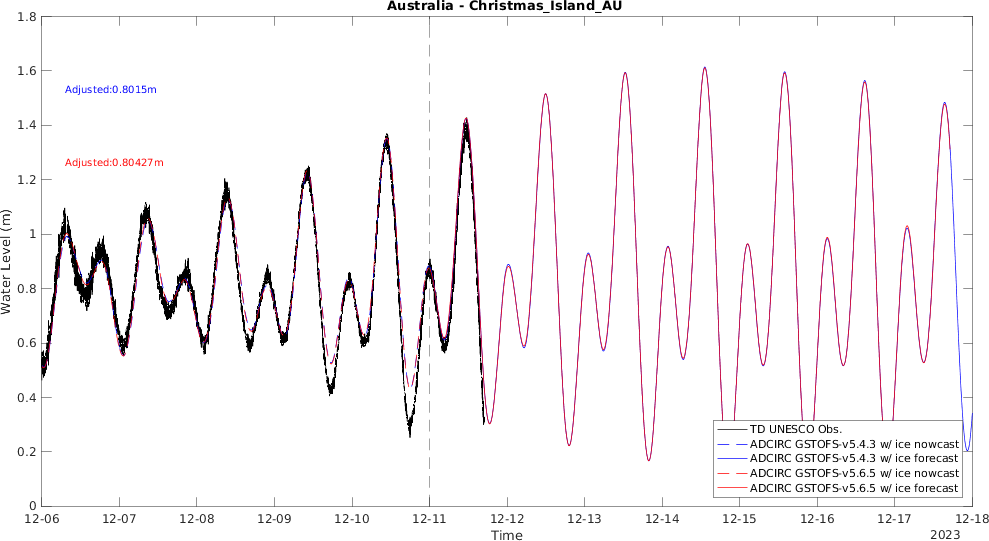 Australia - Christmas_Island_AU
1.8
1.6
1.4
1.2
1
0.8
0.6
0.4
0.2
0
Water Level (m)
Adjusted:0.8015m
Adjusted:0.80427m
TD UNESCO Obs.
ADCIRC GSTOFS-v5.4.3 w/ ice nowcast
ADCIRC GSTOFS-v5.4.3 w/ ice forecast
ADCIRC GSTOFS-v5.6.5 w/ ice nowcast
ADCIRC GSTOFS-v5.6.5 w/ ice forecast
12-06 12-07 12-08 12-09 12-10 12-11 12-12 12-13 12-14 12-15 12-16 12-17 12-18
Time
2023